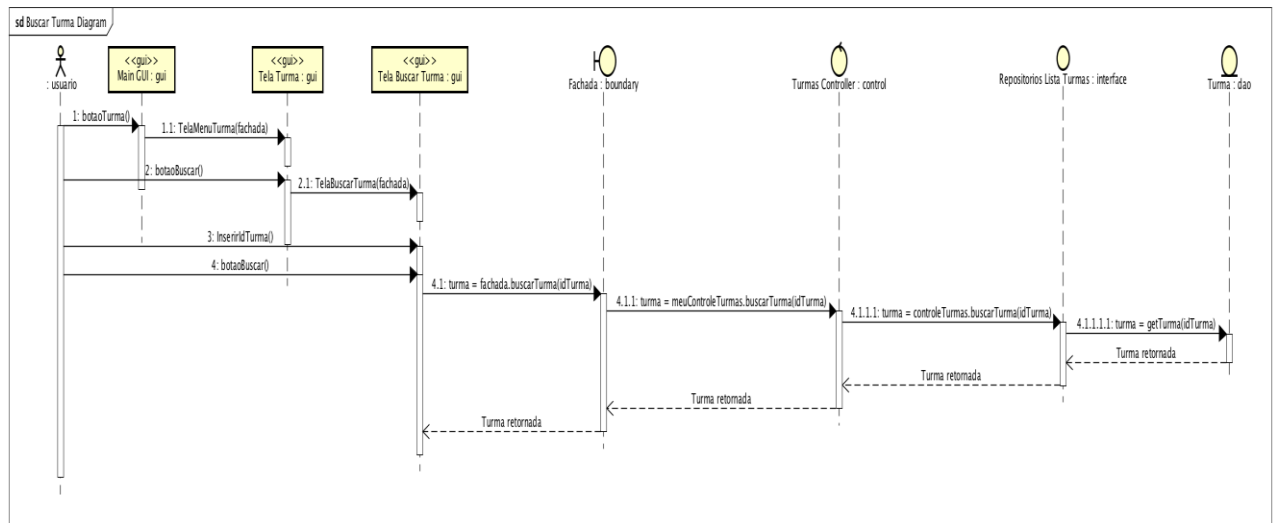 sd Buscar Turma Diagram
: usuario
<<gui>>
Main GUI : gui
<<gui>>
Tela Turma : gui
<<gui>>
Tela Buscar Turma : gui
Fachada : boundary
Turmas Controller : control
Repositorios Lista Turmas : interface
Turma : dao
1: botaoTurma()
1.1: TelaMenuTurma(fachada)
2: botaoBuscar()
2.1: TelaBuscarTurma(fachada)
3: InserirIdTurma()
4: botaoBuscar()
4.1: turma = fachada.buscarTurma(idTurma)
4.1.1: turma = meuControleTurmas.buscarTurma(idTurma)
4.1.1.1: turma = controleTurmas.buscarTurma(idTurma)
4.1.1.1.1: turma = getTurma(idTurma)
Turma retornada
Turma retornada
Turma retornada
Turma retornada